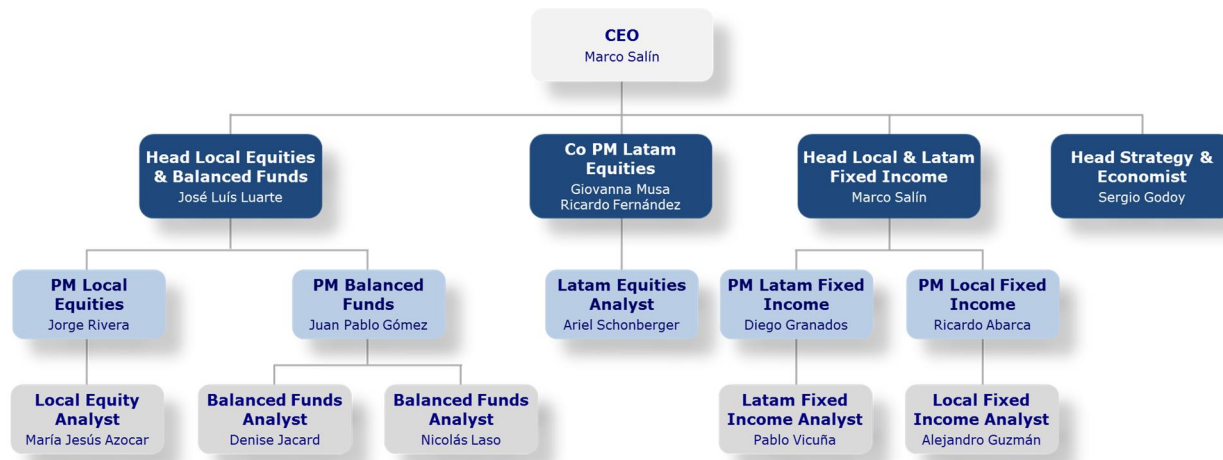 CEO
Marco Salín
Head Local Equities
& Balanced Funds
José Luís Luarte
Co PM Latam
Equities
Giovanna Musa
Ricardo Fernández
Head Local & Latam
Fixed Income
Marco Salín
Head Strategy &
Economist
Sergio Godoy
PM Local
Equities
Jorge Rivera
PM Balanced
Funds
Juan Pablo Gómez
Latam Equities
Analyst
Ariel Schonberger
PM Latam Fixed
Income
Diego Granados
PM Local Fixed
Income
Ricardo Abarca
Local Equity
Analyst
María Jesús Azocar
Balanced Funds
Analyst
Denise Jacard
Balanced Funds
Analyst
Nicolás Laso
Latam Fixed
Income Analyst
Pablo Vicuña
Local Fixed
Income Analyst
Alejandro Guzmán